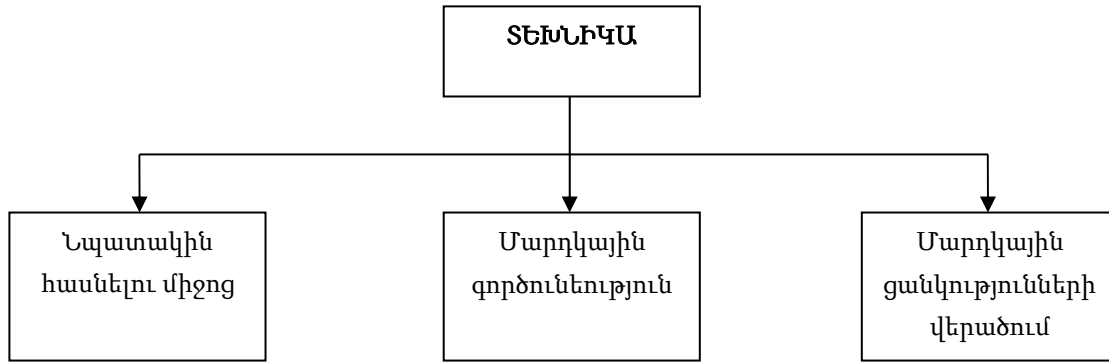 ՏԵԽՆԻԿԱ
Նպատակին
հասնելու միջոց
Մարդկային
գործունեություն
Մարդկային
ցանկությունների
վերածում